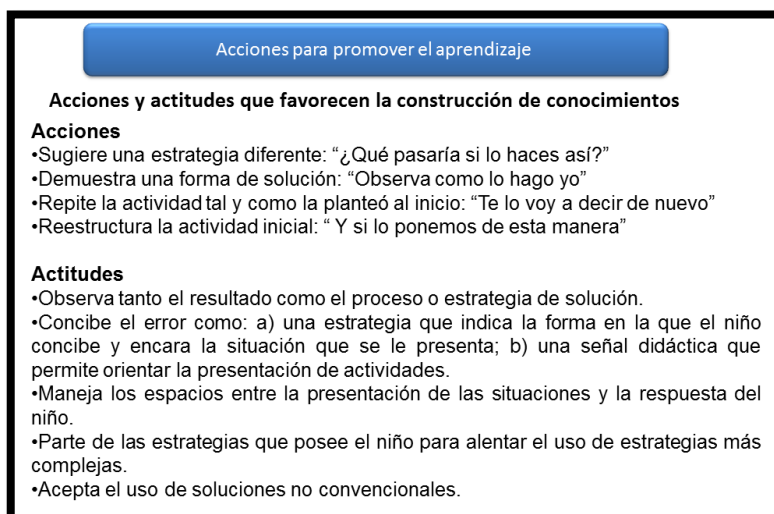 Acciones para promover el aprendizaje
Acciones y actitudes que favorecen la construcción de conocimientos
Acciones
•Sugiere una estrategia diferente: “¿Qué pasaría si lo haces así?”
•Demuestra una forma de solución: “Observa como lo hago yo”
•Repite la actividad tal y como la planteó al inicio: “Te lo voy a decir de nuevo”
•Reestructura la actividad inicial: “ Y si lo ponemos de esta manera”
Actitudes
•Observa tanto el resultado como el proceso o estrategia de solución.
•Concibe el error como: a) una estrategia que indica la forma en la que el niño
concibe y encara la situación que se le presenta; b) una señal didáctica que
permite orientar la presentación de actividades.
•Maneja los espacios entre la presentación de las situaciones y la respuesta del
niño.
•Parte de las estrategias que posee el niño para alentar el uso de estrategias más
complejas.
•Acepta el uso de soluciones no convencionales.